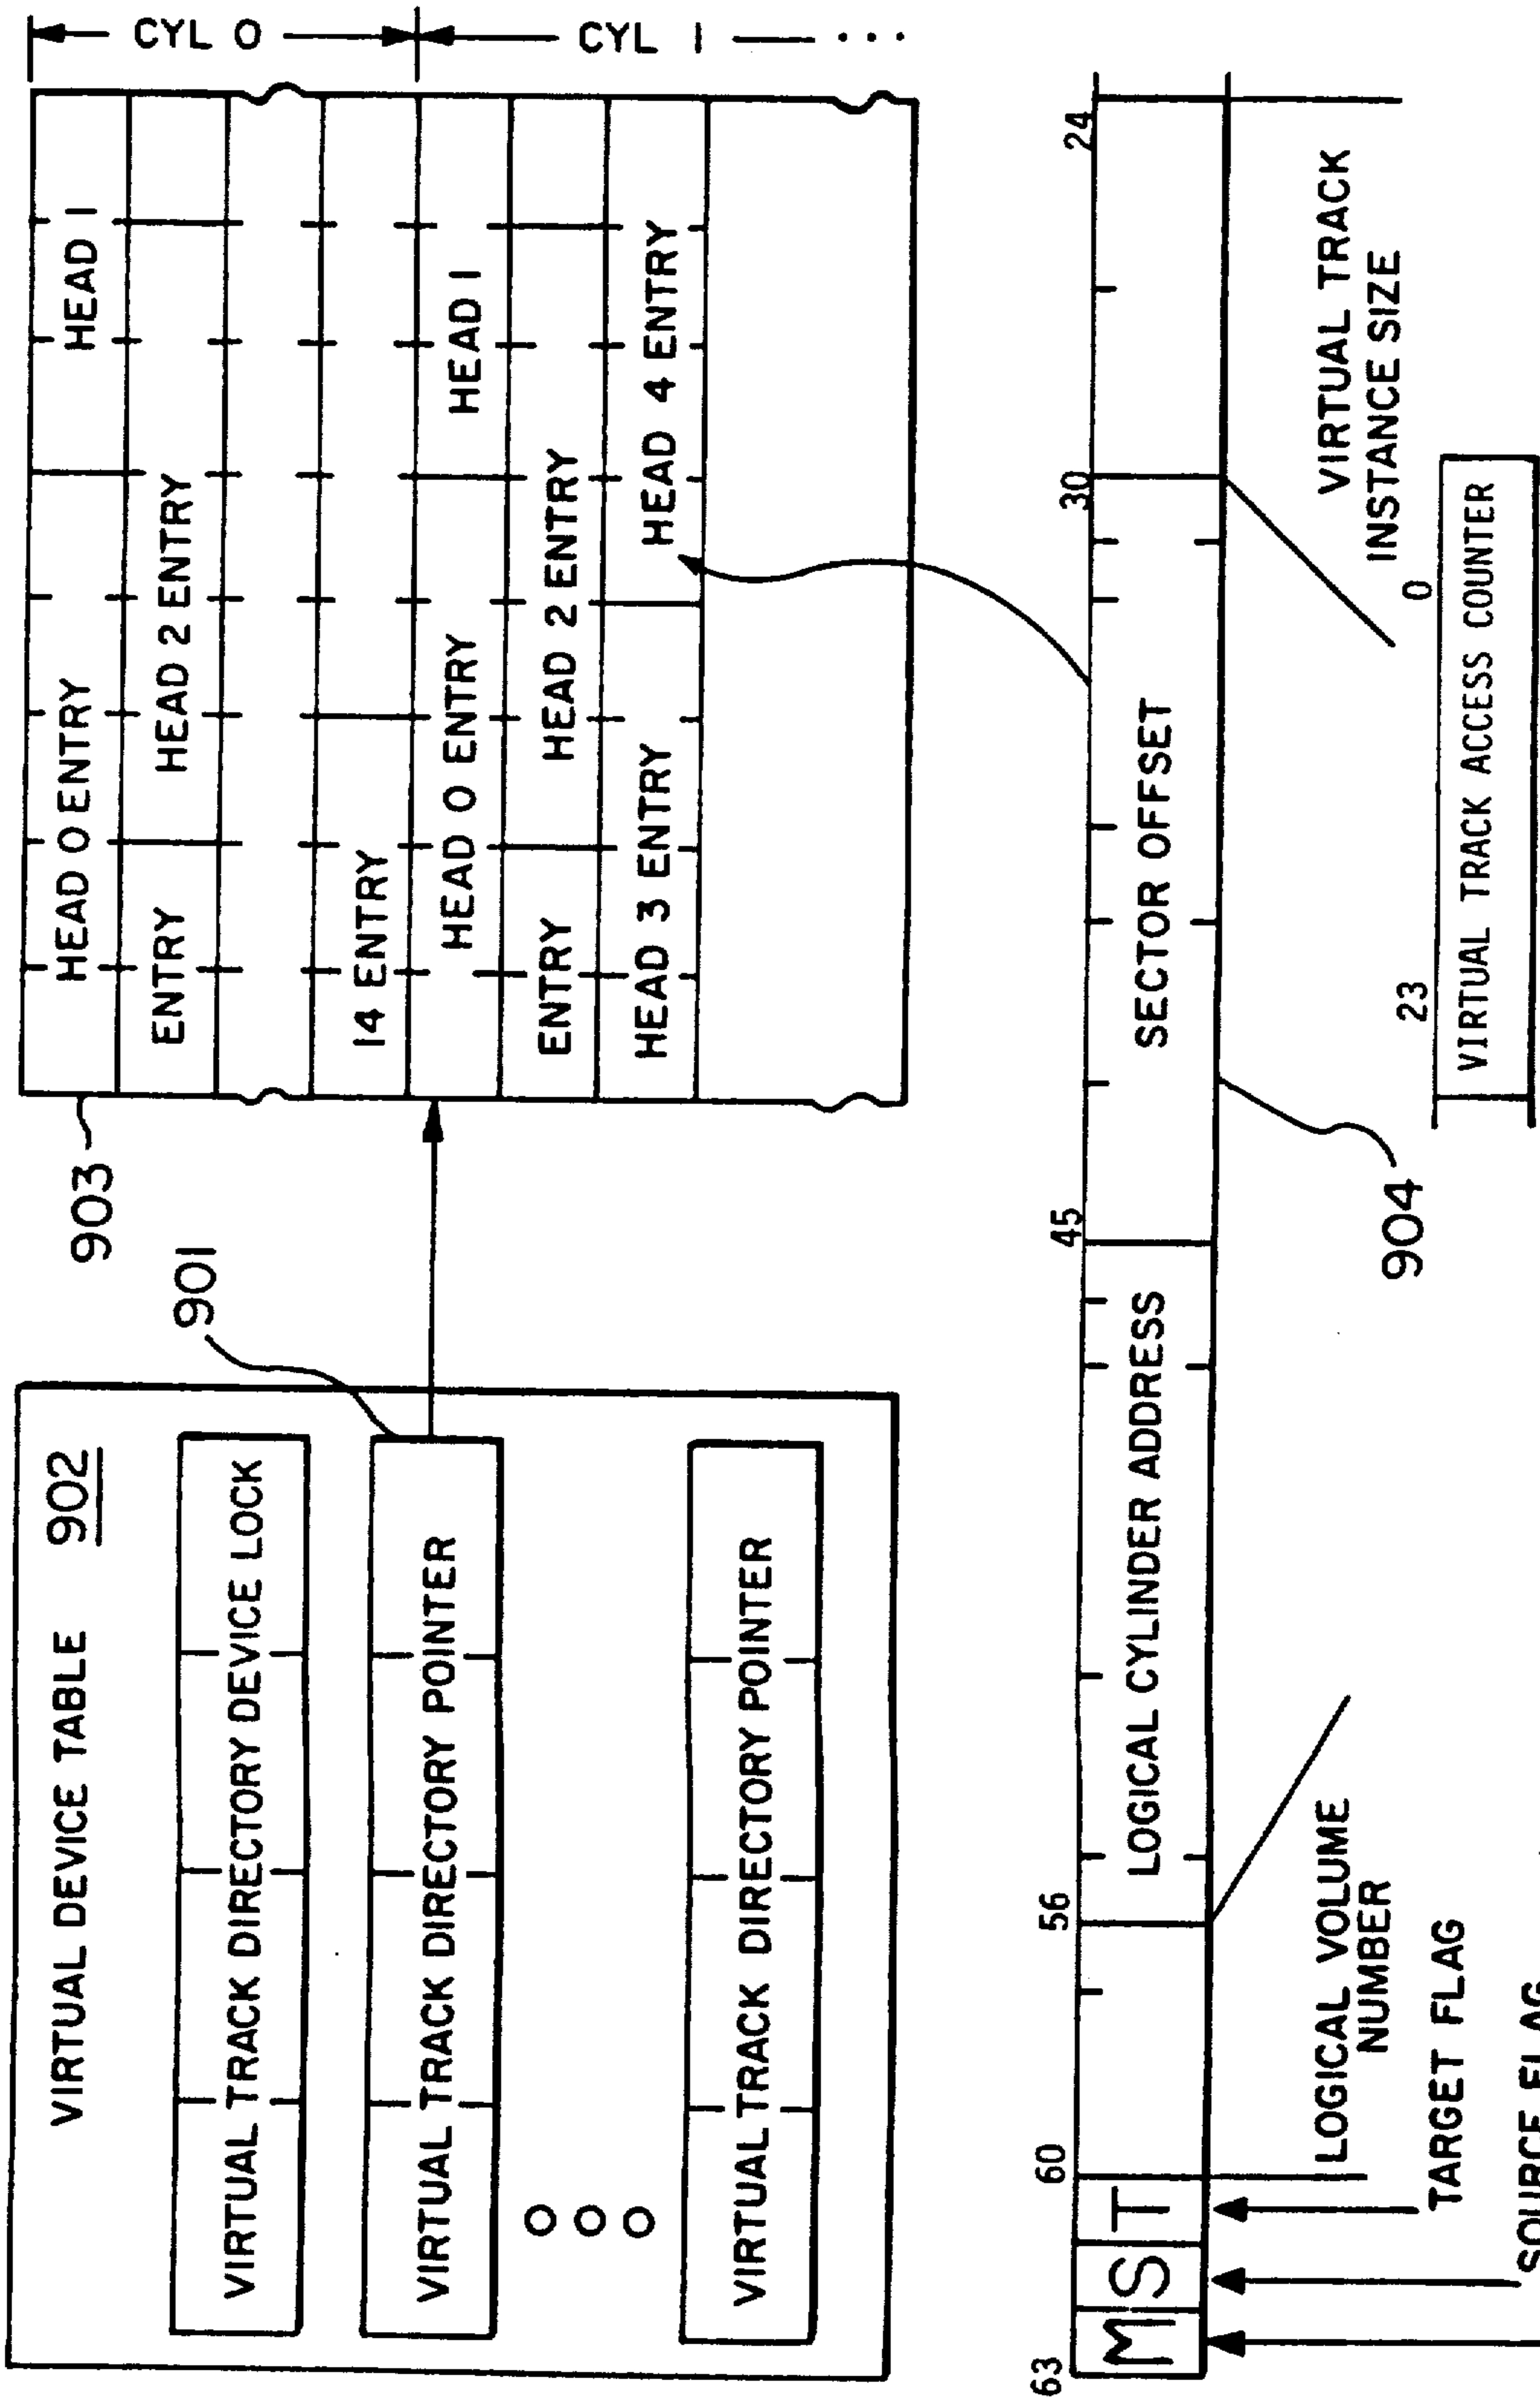 VIRTUAL DEVICE TABLE 902
VIRTUAL TRACK DIRECTORY DEVICE LOCK
VIRTUAL TRACK DIRECTORY POINTER
901
VIRTUAL TRACK DIRECTORY POINTER
903
HEAD 0 ENTRY HEAD 1
ENTRY HEAD 2 ENTRY
14 ENTRY
HEAD 0 ENTRY HEAD 1
ENTRY HEAD 2 ENTRY
HEAD 3 ENTRY HEAD 4 ENTRY
CYL 0
CYL 1 ...
63 60 56 45 30 24
M S T LOGICAL CYLINDER ADDRESS SECTOR OFFSET
904
LOGICAL VOLUME
NUMBER
TARGET FLAG
SOURCE FLAG
VIRTUAL TRACK
INSTANCE SIZE
23 0
VIRTUAL TRACK ACCESS COUNTER